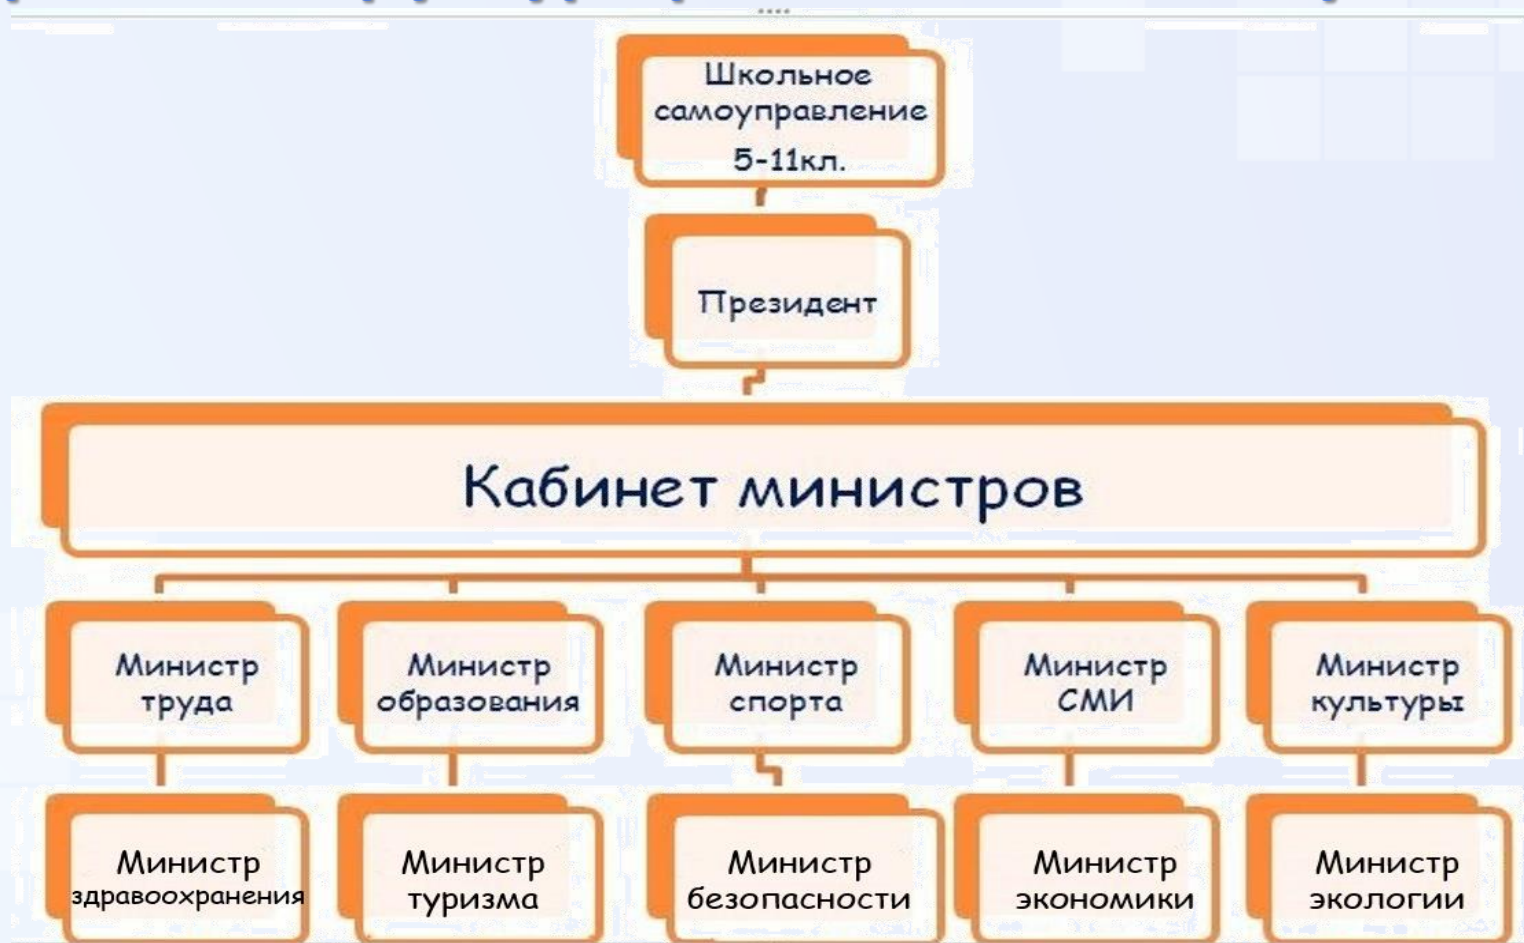 Школьное
самоуправление
5-11кл.
Президент
Кабинет министров
Министр
труда
Министр
образования
Министр
спорта
Министр
СМИ
Министр
культуры
Министр
здравоохранения
Министр
туризма
Министр
безопасности
Министр
экономики
Министр
экологии